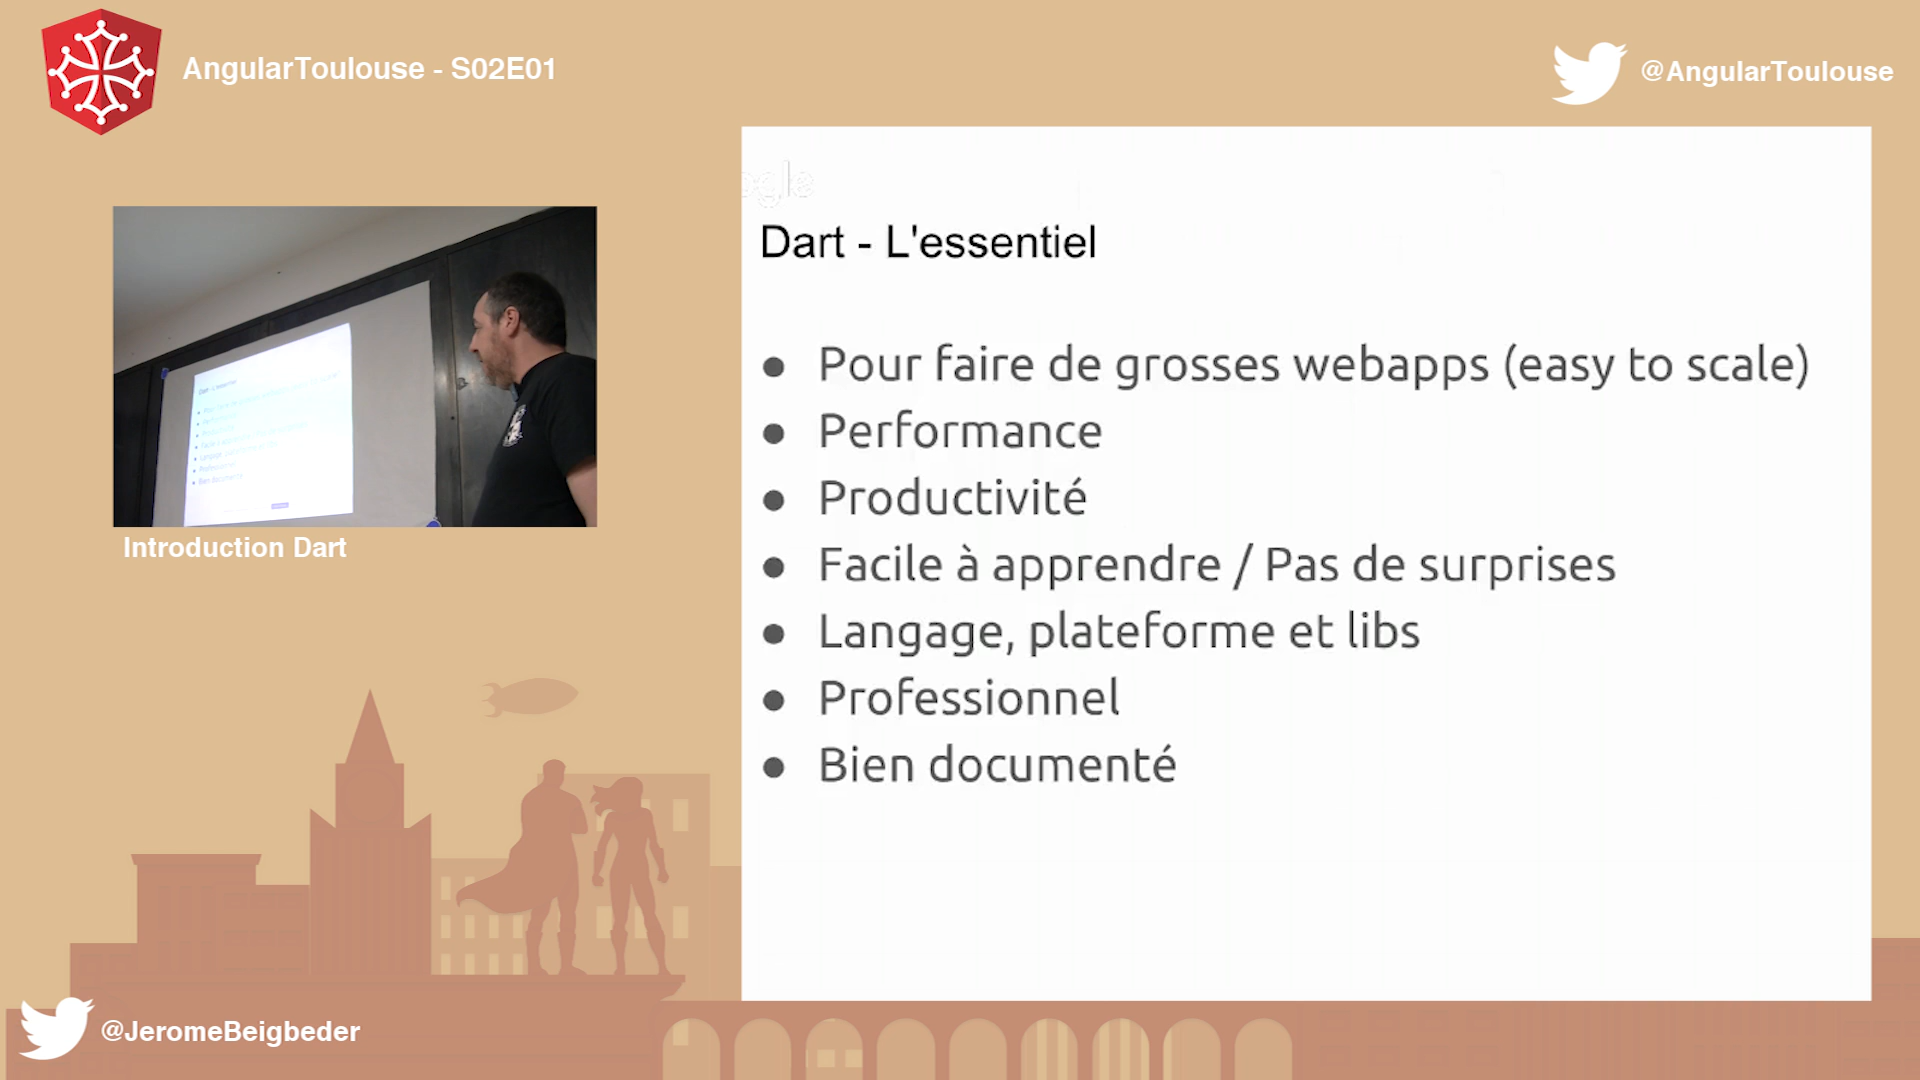 AngularToulouse - S02E01
@AngularToulouse
Dart - L'essentiel
● Pour faire de grosses webapps (easy to scale)
● Performance
● Productivité
● Facile à apprendre / Pas de surprises
● Langage, plateforme et libs
● Professionnel
● Bien documenté
Introduction Dart
@JeromeBeigbeder